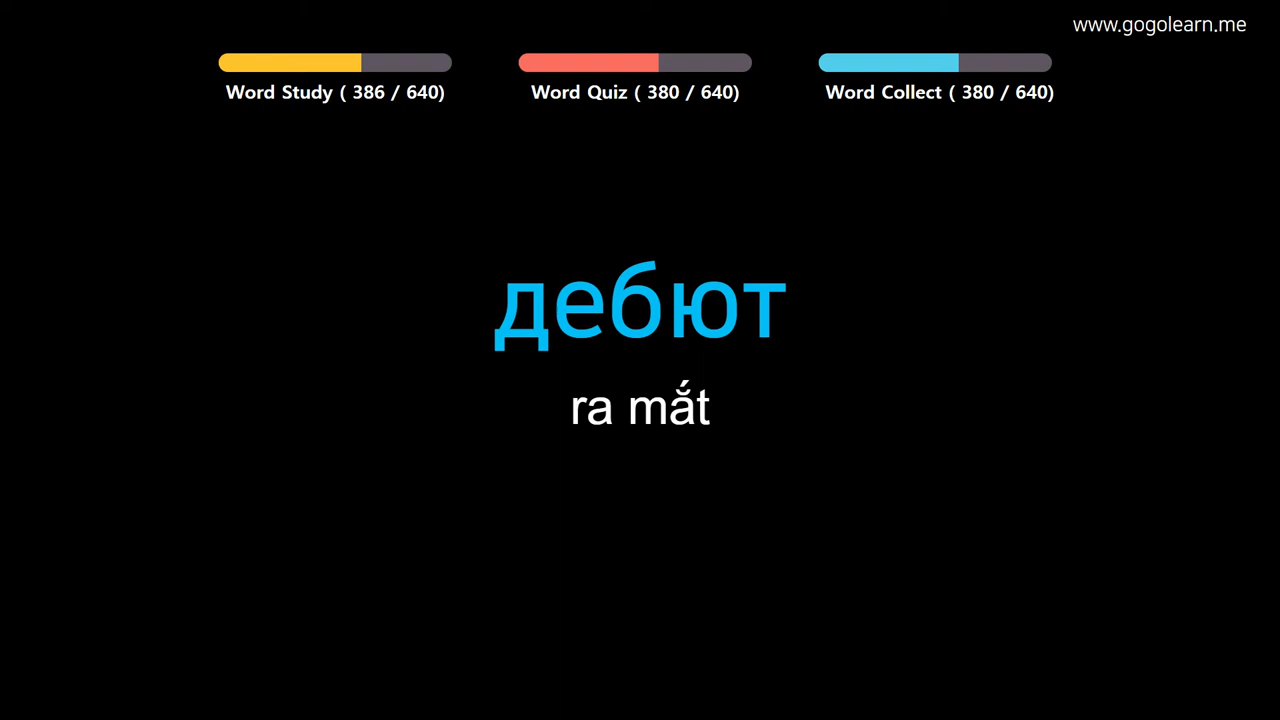 www.gogolearn.me
Word Study ( 386 / 640)
Word Quiz ( 380 / 640)
Word Collect ( 380 / 640)
дебют
ra mắt